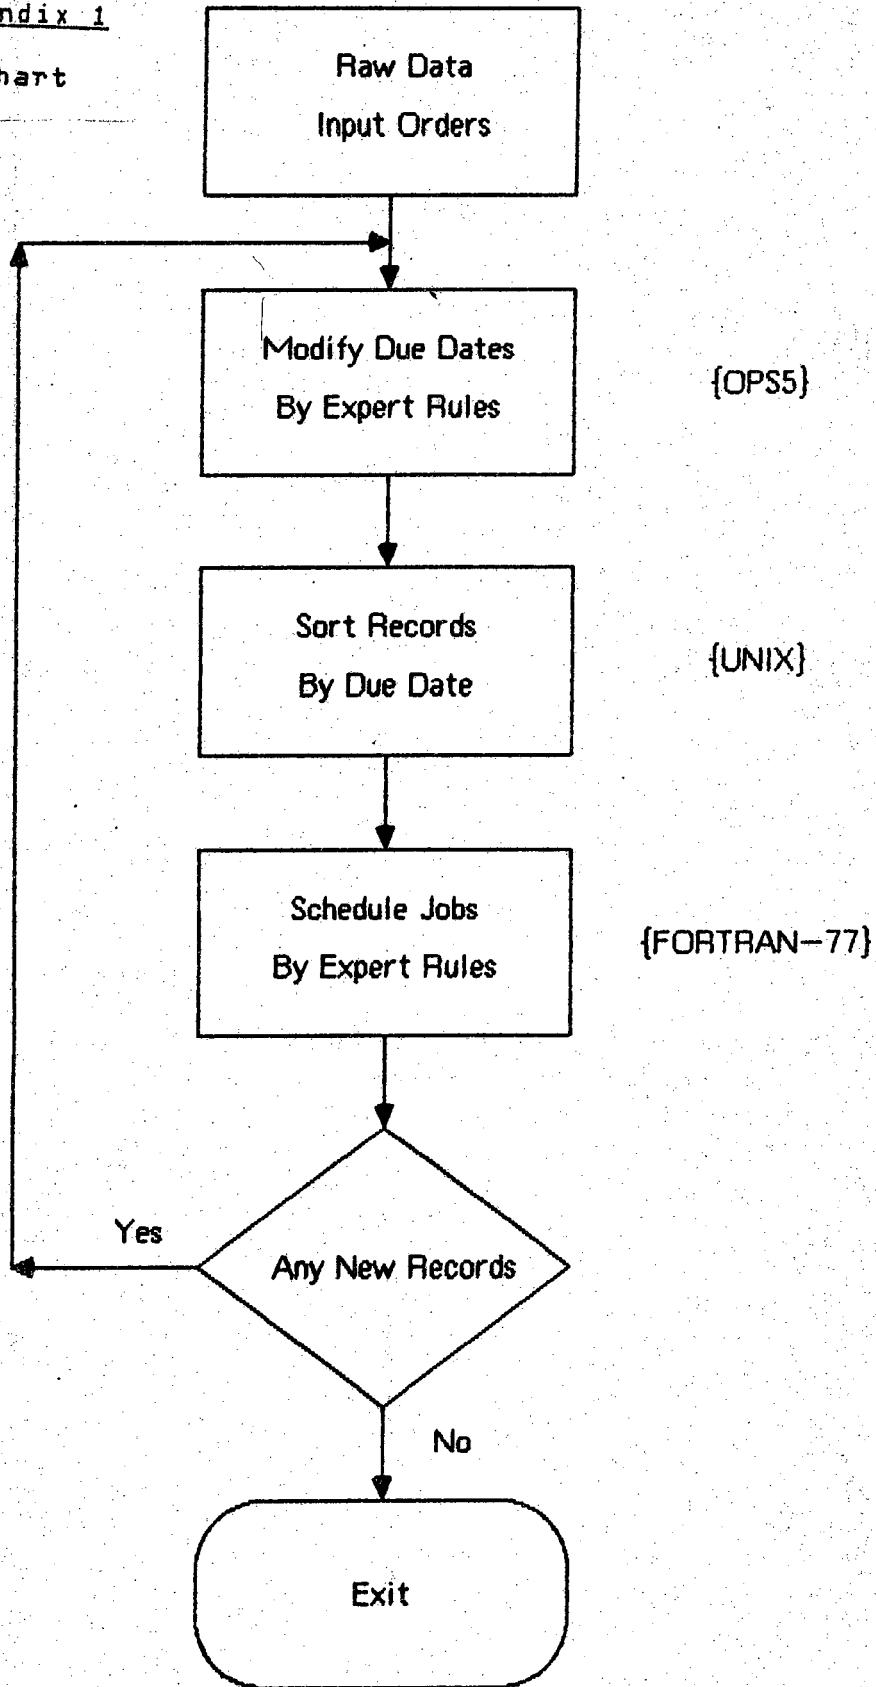 ndix 1
hart
Raw Data
Input Orders
Modify Due Dates
By Expert Rules
{OPS5}
Sort Records
By Due Date
{UNIX}
Schedule Jobs
By Expert Rules
{FORTRAN-77}
Any New Records
Yes
No
Exit